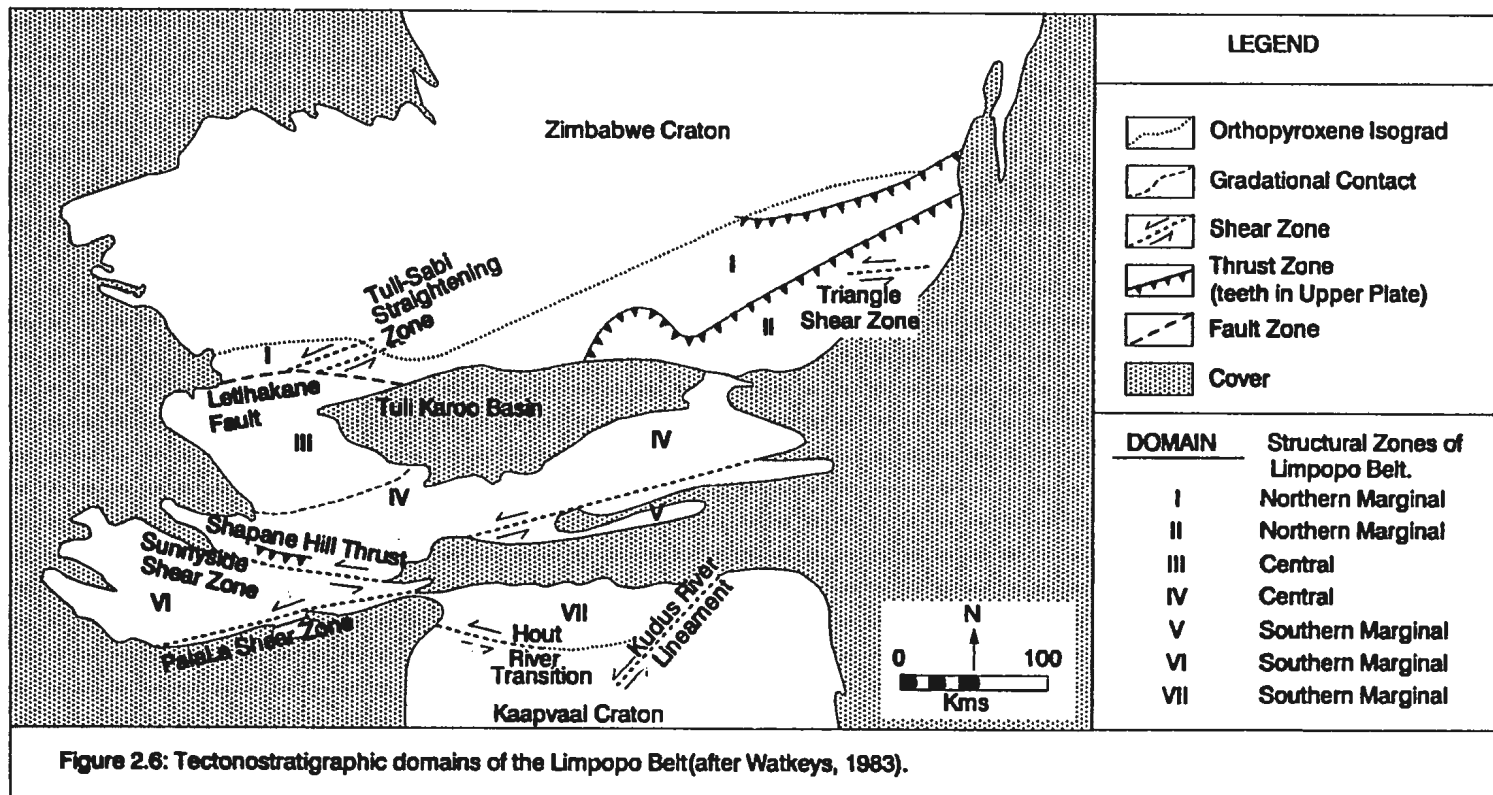 Zimbabwe Craton
I
Tuli-Sabi
Straightening
Zone
Triangle
Shear Zone
II
I
Letlhakane
Fault
Tuli Karoo Basin
III
IV
IV
V
Shapane Hill Thrust
Sunnyside
Shear Zone
VI
PalaLa Shear Zone
VII
Hout
River
Transition
Kudus River
Lineament
Kaapvaal Craton
N
0 100
Kms
LEGEND
Orthopyroxene Isograd
Gradational Contact
Shear Zone
Thrust Zone
(teeth in Upper Plate)
Fault Zone
Cover
DOMAIN Structural Zones of
Limpopo Belt.
I Northern Marginal
II Northern Marginal
III Central
IV Central
V Southern Marginal
VI Southern Marginal
VII Southern Marginal
Figure 2.6: Tectonostratigraphic domains of the Limpopo Belt(after Watkeys, 1983).